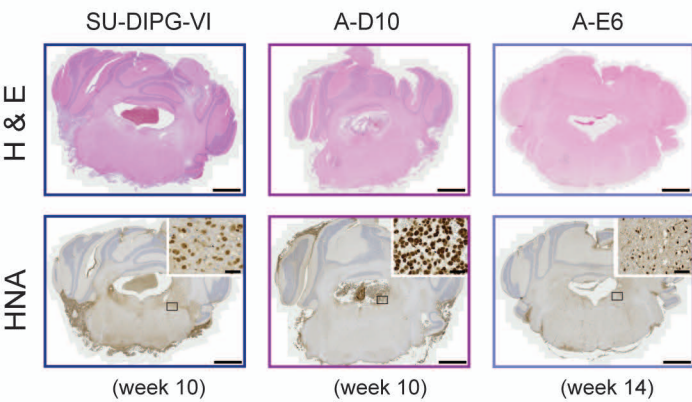 SU-DIPG-VI A-D10 A-E6
H & E
HNA
(week 10) (week 10) (week 14)